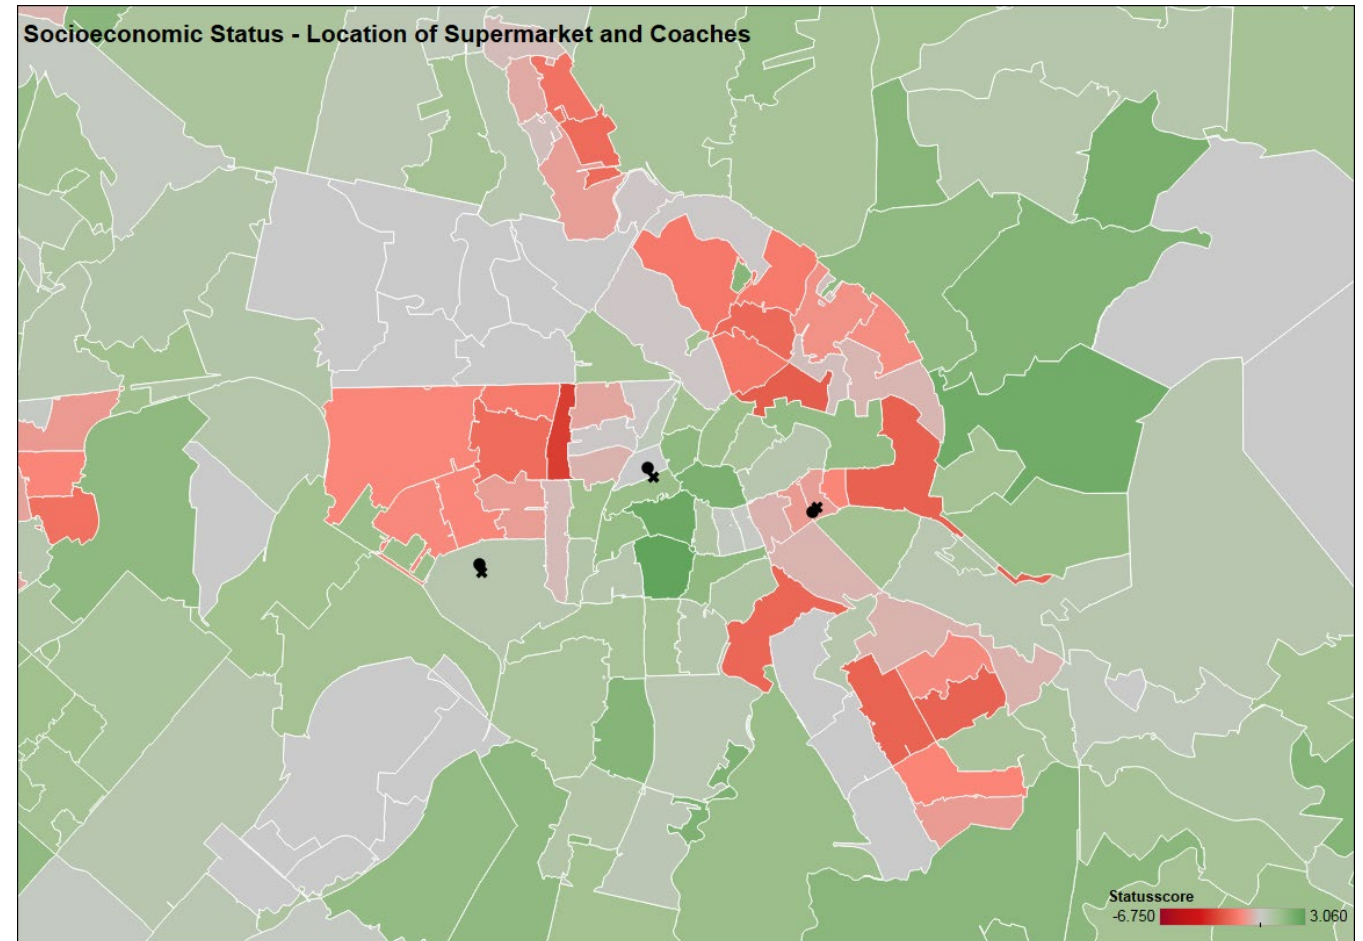 Socioeconomic Status - Location of Supermarket and Coaches
Statusscore
-6.750 3.060